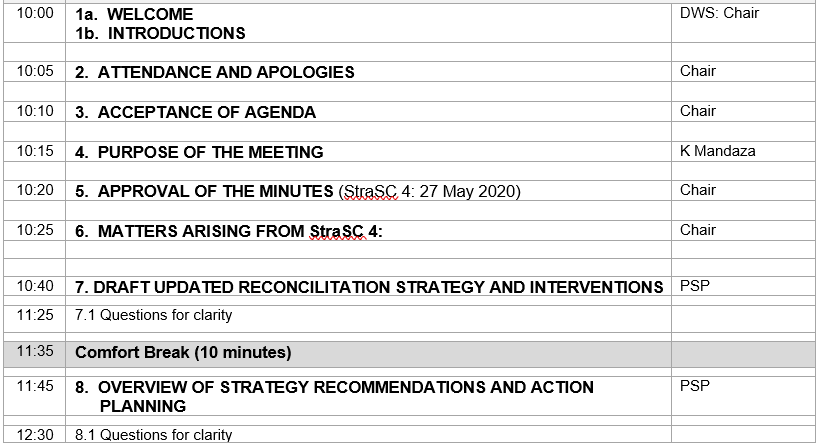 10:00 1a. WELCOME DWS: Chair
1b. INTRODUCTIONS
10:05 2. ATTENDANCE AND APOLOGIES Chair
10:10 3. ACCEPTANCE OF AGENDA Chair
10:15 4. PURPOSE OF THE MEETING K Mandaza
10:20 5. APPROVAL OF THE MINUTES (StraSC 4: 27 May 2020) Chair
10:25 6. MATTERS ARISING FROM StraSC 4: Chair
10:40 7. DRAFT UPDATED RECONCILITATION STRATEGY AND INTERVENTIONS PSP
11:25 7.1 Questions for clarity
11:35 Comfort Break (10 minutes)
11:45 8. OVERVIEW OF STRATEGY RECOMMENDATIONS AND ACTION PSP
PLANNING
12:30 8.1 Questions for clarity